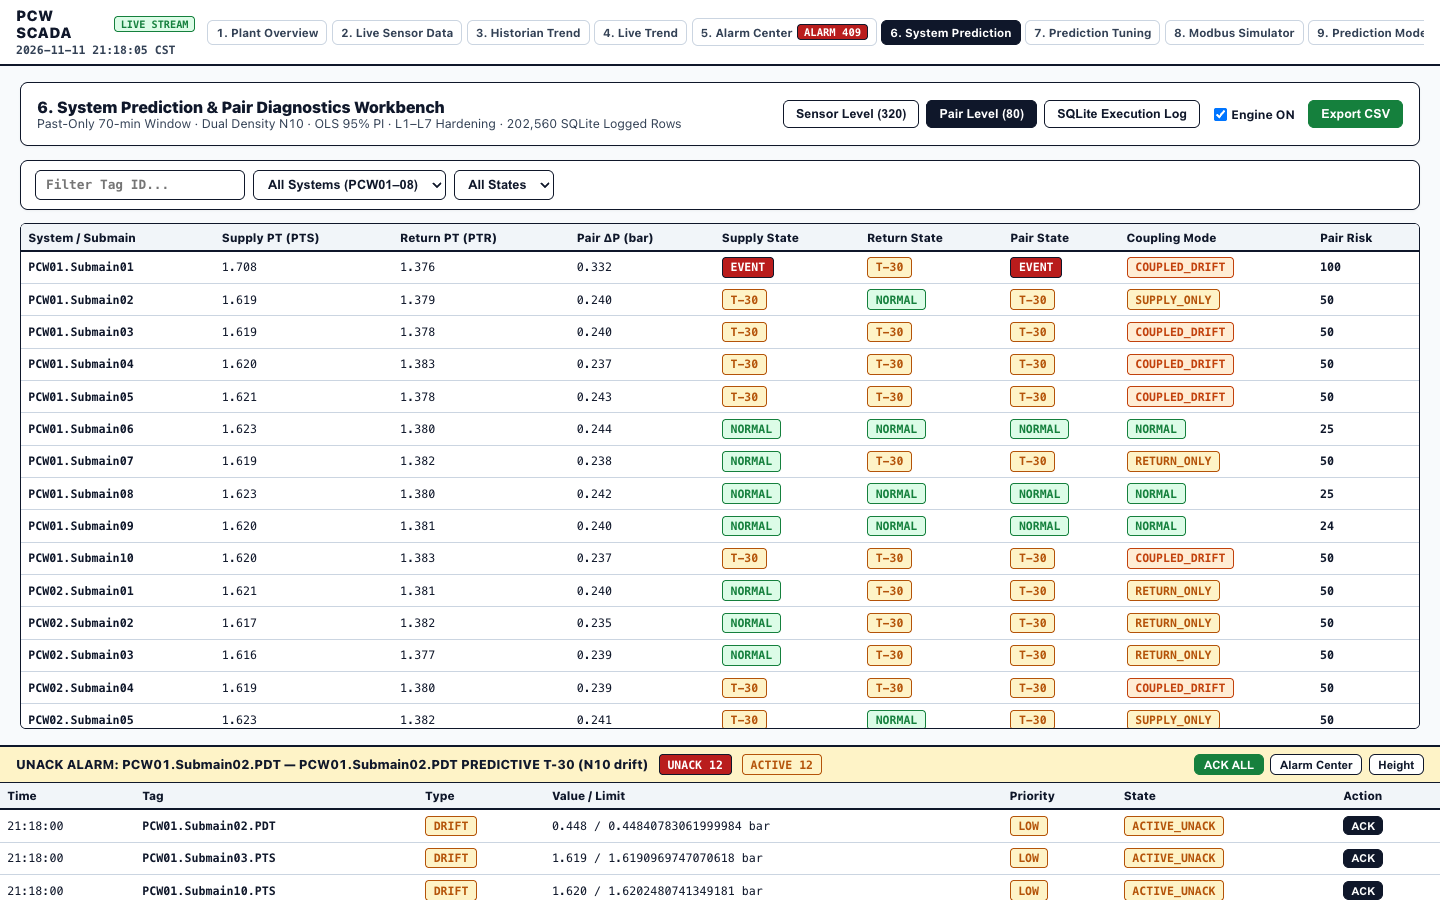 PCW SCADA
LIVE STREAM
2026-11-11 21:18:05 CST
1. Plant Overview
2. Live Sensor Data
3. Historian Trend
4. Live Trend
5. Alarm Center ALARM 409
6. System Prediction
7. Prediction Tuning
8. Modbus Simulator
9. Prediction Mode
6. System Prediction & Pair Diagnostics Workbench
Past-Only 70-min Window · Dual Density N10 · OLS 95% PI · L1–L7 Hardening · 202,560 SQLite Logged Rows
Sensor Level (320)
Pair Level (80)
SQLite Execution Log
Engine ON
Export CSV
Filter Tag ID...
All Systems (PCW01–08)
All States
System / Submain Supply PT (PTS) Return PT (PTR) Pair ΔP (bar) Supply State Return State Pair State Coupling Mode Pair Risk
PCW01.Submain01 1.708 1.376 0.332 EVENT T−30 EVENT COUPLED_DRIFT 100
PCW01.Submain02 1.619 1.379 0.240 T−30 NORMAL T−30 SUPPLY_ONLY 50
PCW01.Submain03 1.619 1.378 0.240 T−30 T−30 T−30 COUPLED_DRIFT 50
PCW01.Submain04 1.620 1.383 0.237 T−30 T−30 T−30 COUPLED_DRIFT 50
PCW01.Submain05 1.621 1.378 0.243 T−30 T−30 T−30 COUPLED_DRIFT 50
PCW01.Submain06 1.623 1.380 0.244 NORMAL NORMAL NORMAL NORMAL 25
PCW01.Submain07 1.619 1.382 0.238 NORMAL T−30 T−30 RETURN_ONLY 50
PCW01.Submain08 1.623 1.380 0.242 NORMAL NORMAL NORMAL NORMAL 25
PCW01.Submain09 1.620 1.381 0.240 NORMAL NORMAL NORMAL NORMAL 24
PCW01.Submain10 1.620 1.383 0.237 T−30 T−30 T−30 COUPLED_DRIFT 50
PCW02.Submain01 1.621 1.381 0.240 NORMAL T−30 T−30 RETURN_ONLY 50
PCW02.Submain02 1.617 1.382 0.235 NORMAL T−30 T−30 RETURN_ONLY 50
PCW02.Submain03 1.616 1.377 0.239 NORMAL T−30 T−30 RETURN_ONLY 50
PCW02.Submain04 1.619 1.380 0.239 T−30 T−30 T−30 COUPLED_DRIFT 50
PCW02.Submain05 1.623 1.382 0.241 T−30 NORMAL T−30 SUPPLY_ONLY 50
UNACK ALARM: PCW01.Submain02.PDT — PCW01.Submain02.PDT PREDICTIVE T-30 (N10 drift) UNACK 12 ACTIVE 12
ACK ALL
Alarm Center
Height
Time Tag Type Value / Limit Priority State Action
21:18:00 PCW01.Submain02.PDT DRIFT 0.448 / 0.44840783061999984 bar LOW ACTIVE_UNACK ACK
21:18:00 PCW01.Submain03.PTS DRIFT 1.619 / 1.6190969747070618 bar LOW ACTIVE_UNACK ACK
21:18:00 PCW01.Submain10.PTS DRIFT 1.620 / 1.6202480741349181 bar LOW ACTIVE_UNACK ACK